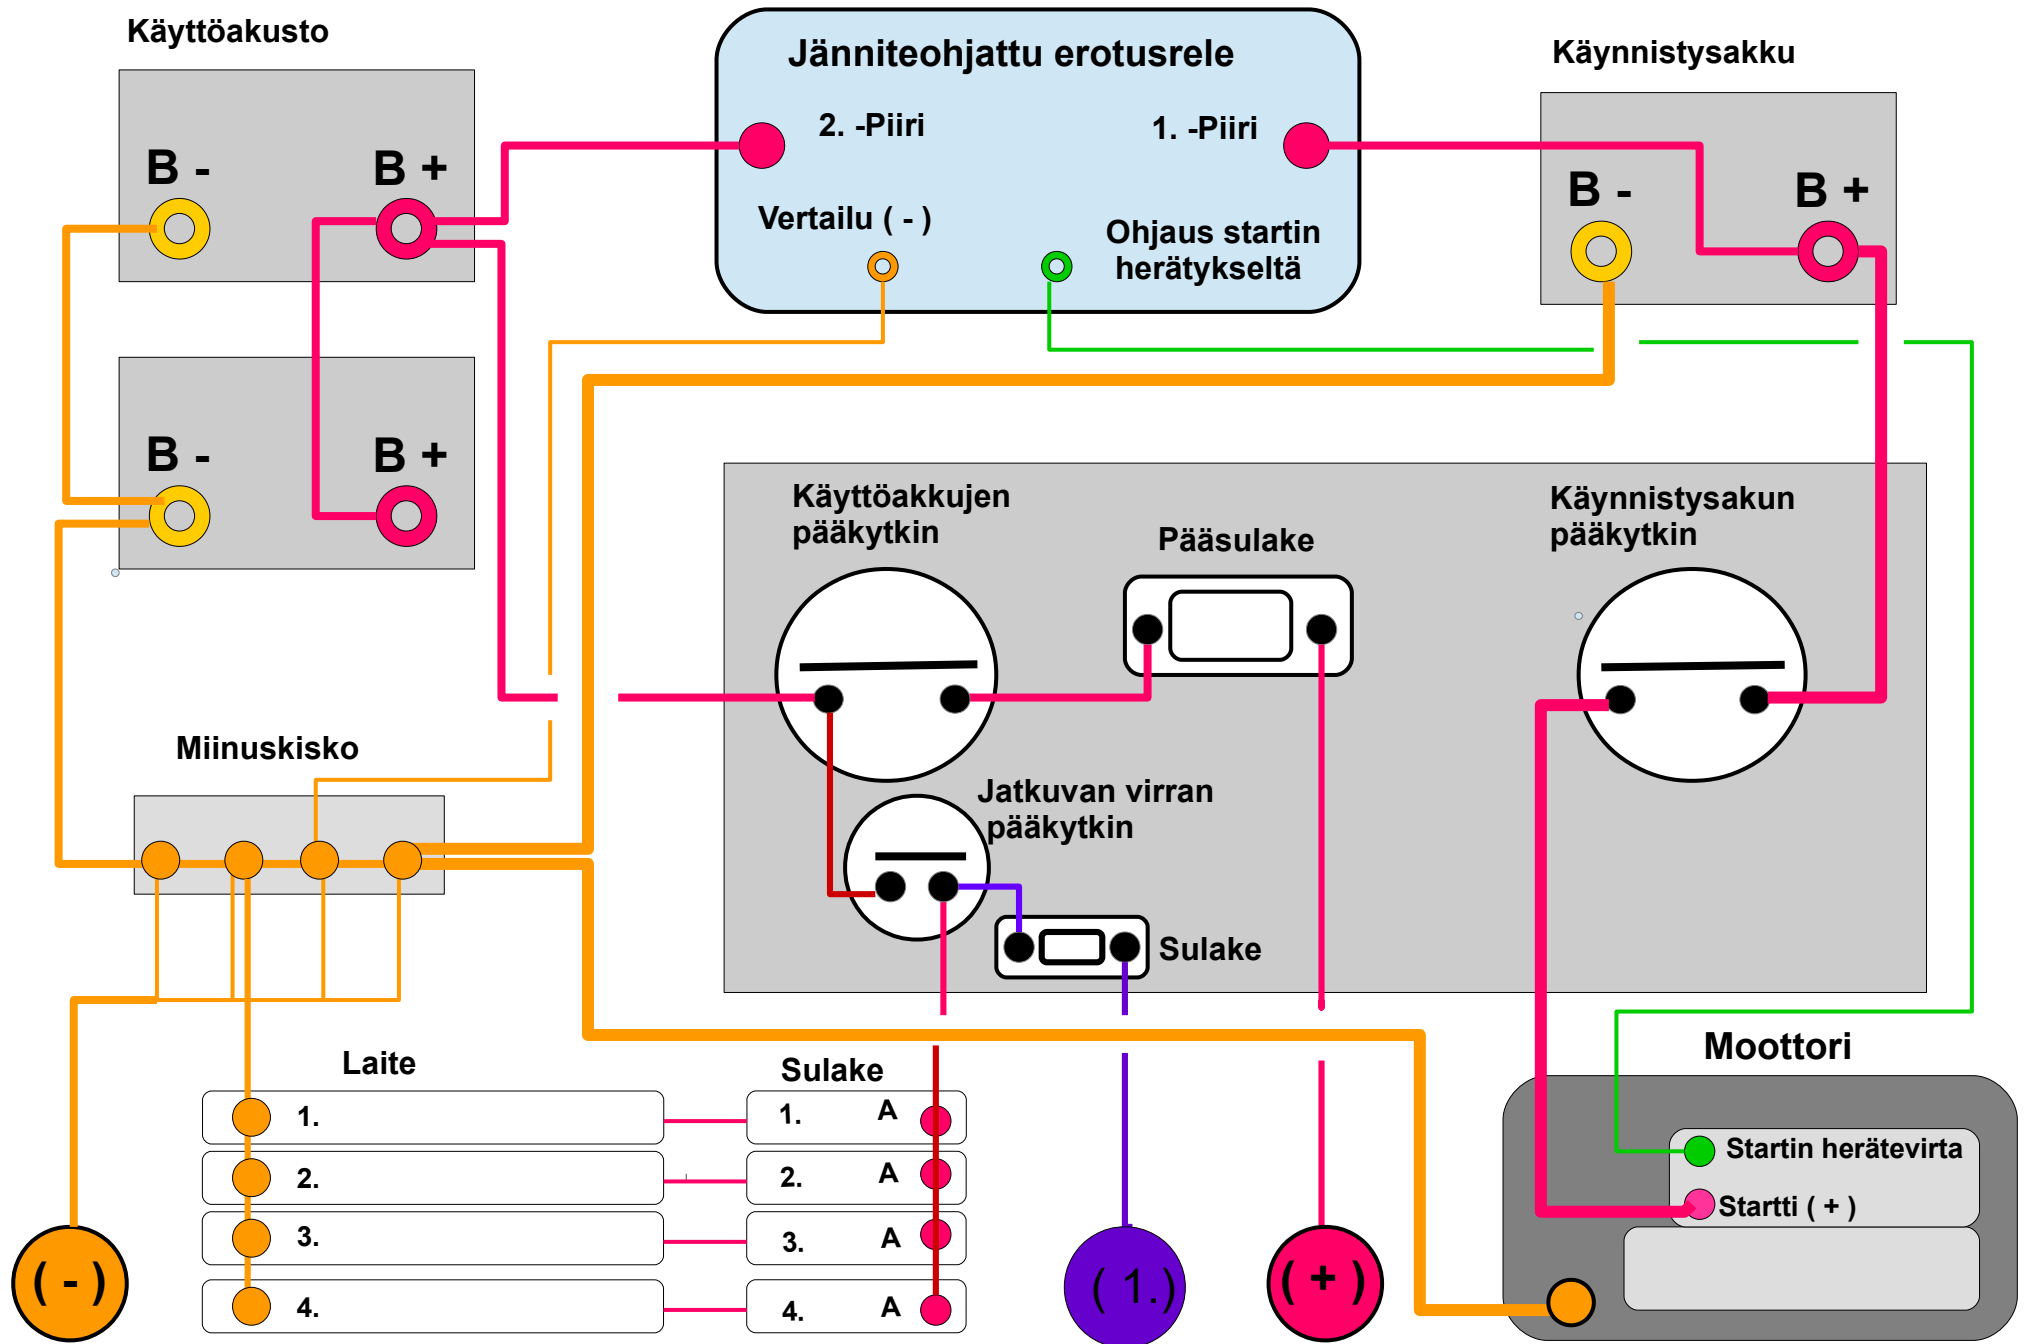 Käyttöakusto
Jänniteohjattu erotusrele
Käynnistysakku
2. -Piiri
1. -Piiri
B -
B +
B -
B +
Vertailu ( - )
Ohjaus startin
herätykseltä
B -
B +
Käyttöakkujen
pääkytkin
Pääsulake
Käynnistysakun
pääkytkin
Miinuskisko
Jatkuvan virran
pääkytkin
Sulake
Laite
Sulake
Moottori
1.
1. A
2.
2. A
3.
3. A
4.
4. A
Startin herätevirta
Startti ( + )
( - )
( 1.)
( + )